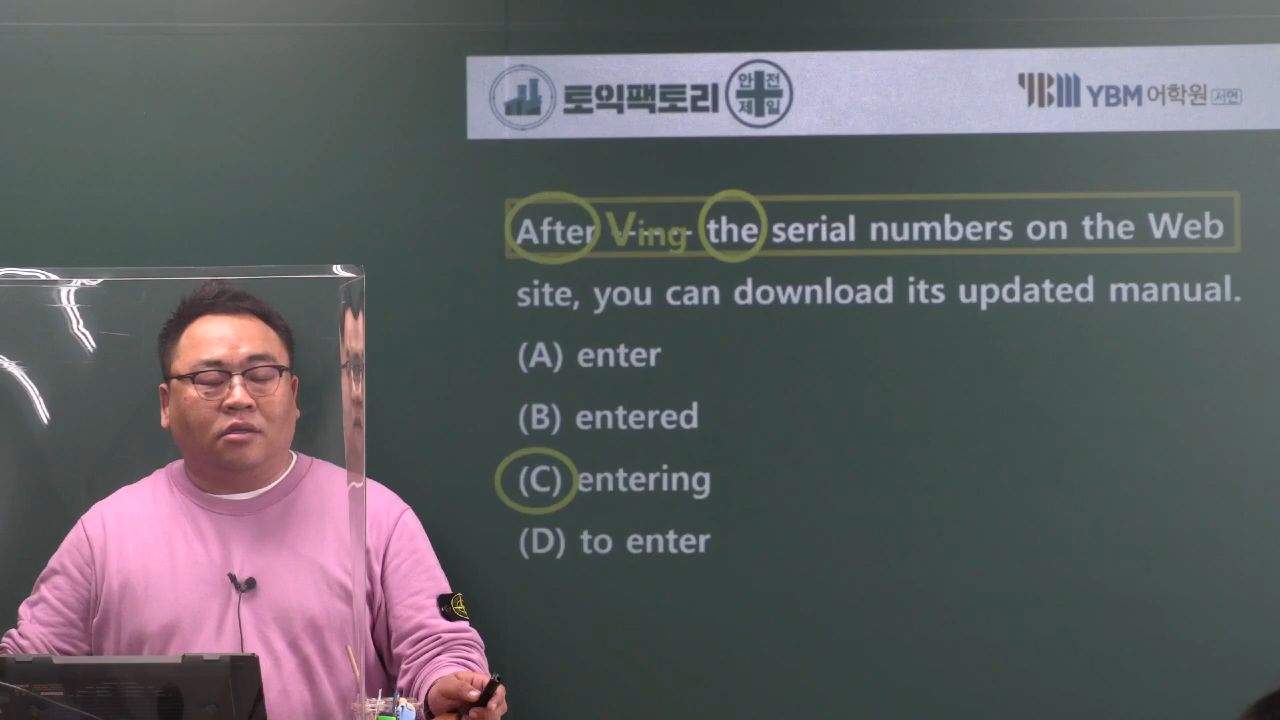 토익팩토리
안전
제일
YBM YBM 어학원 서면
After Ving the serial numbers on the Web
site, you can download its updated manual.
(A) enter
(B) entered
(C) entering
(D) to enter